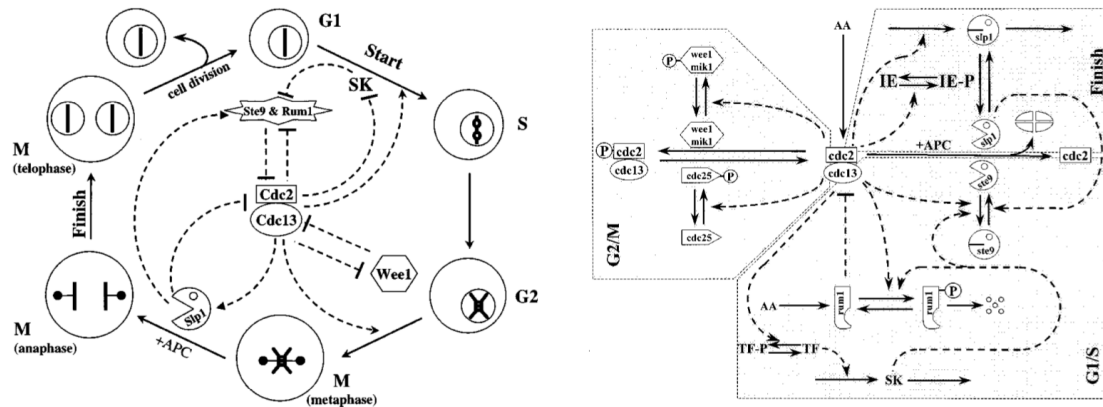 G1
cell division
Start
SK
Ste9 & Rum1
S
M
(telophase)
Finish
Cdc2
Cdc13
Wee1
G2
M
(anaphase)
Slp1
+APC
M
(metaphase)
AA
slp1
Finish
P
wee1
mik1
IE
IE-P
slp1
wee1
mik1
P
cdc2
cdc13
cdc2
cdc13
+APC
cdc2
cdc25
P
ste9
G2/M
cdc25
ste9
AA
rum1
rum1
P
TF-P
TF
SK
G1/S